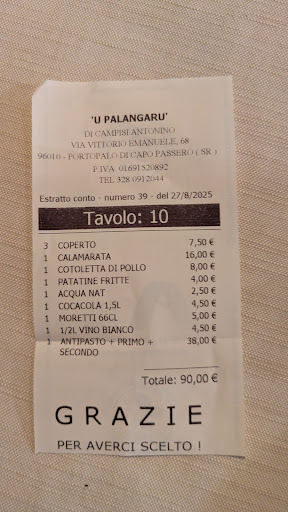 'U PALANGARU'
DI CAMPISI ANTONINO
VIA VITTORIO EMANUELE, 68
96010 - PORTOPALO DI CAPO PASSERO ( SR )
P.IVA 01691520892
TEL 328 0912044
Estratto conto - numero 39 - del 27/8/2025
Tavolo: 10
3 COPERTO 7,50 €
1 CALAMARATA 16,00 €
1 COTOLETTA DI POLLO 8,00 €
1 PATATINE FRITTE 4,00 €
1 ACQUA NAT 2,50 €
1 COCACOLA 1,5L 4,50 €
1 MORETTI 66CL 5,00 €
1 1/2L VINO BIANCO 4,50 €
1 ANTIPASTO + PRIMO + 38,00 €
SECONDO
Totale: 90,00 €
GRAZIE
PER AVERCI SCELTO !